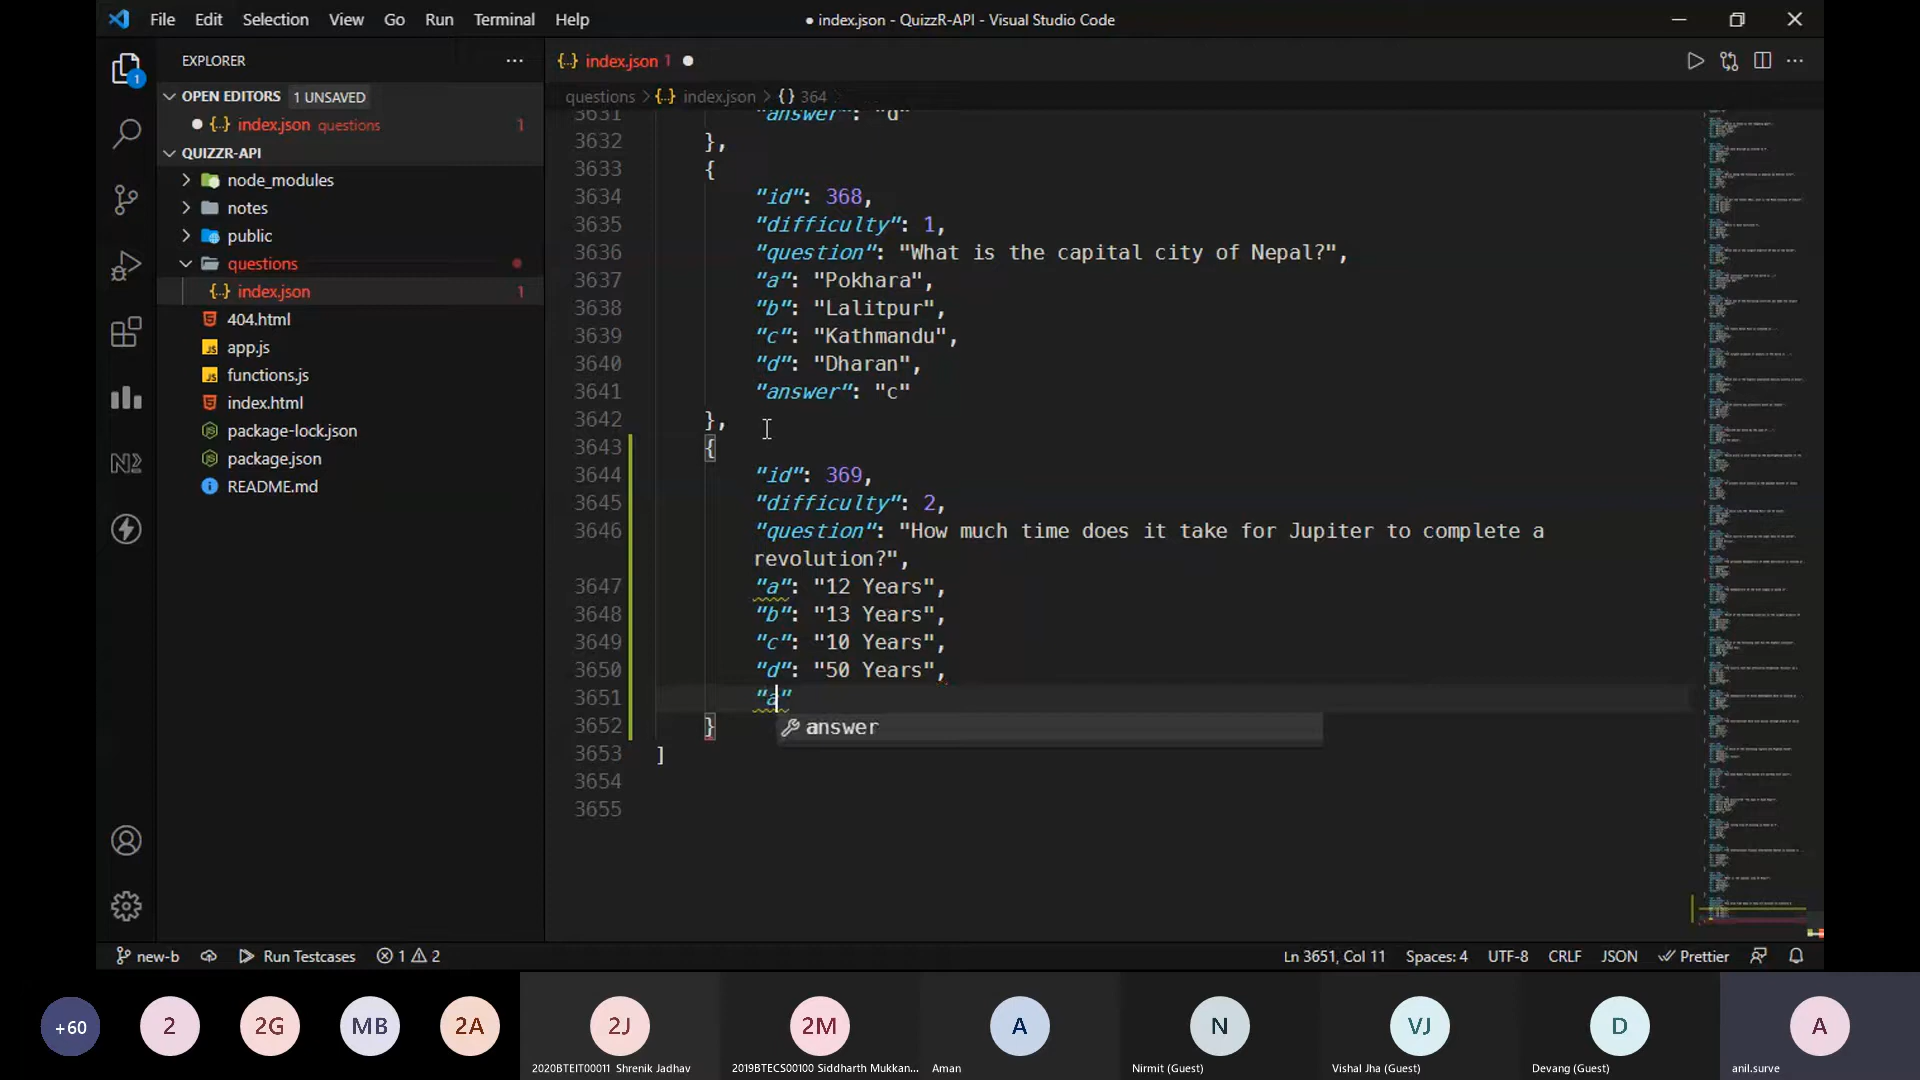 File Edit Selection View Go Run Terminal Help
● index.json - QuizzR-API - Visual Studio Code
EXPLORER
OPEN EDITORS 1 UNSAVED
index.json questions 1
QUIZZR-API
node_modules
notes
public
questions
index.json 1
404.html
app.js
functions.js
index.html
package-lock.json
package.json
README.md
index.json 1
questions > index.json > {} 364
3631 "answer": "d"
3632 },
3633 {
3634 "id": 368,
3635 "difficulty": 1,
3636 "question": "What is the capital city of Nepal?",
3637 "a": "Pokhara",
3638 "b": "Lalitpur",
3639 "c": "Kathmandu",
3640 "d": "Dharan",
3641 "answer": "c"
3642 },
3643 {
3644 "id": 369,
3645 "difficulty": 2,
3646 "question": "How much time does it take for Jupiter to complete a
revolution?",
3647 "a": "12 Years",
3648 "b": "13 Years",
3649 "c": "10 Years",
3650 "d": "50 Years",
3651 "a"
answer
3652 }
3653 ]
3654
3655
new-b Run Testcases 1 2 Ln 3651, Col 11 Spaces: 4 UTF-8 CRLF JSON Prettier
+60 2 2G MB 2A 2J 2M A N VJ D A
2020BTEIT00011 Shrenik Jadhav 2019BTECS00100 Siddharth Mukkan... Aman Nirmit (Guest) Vishal Jha (Guest) Devang (Guest) anil.surve